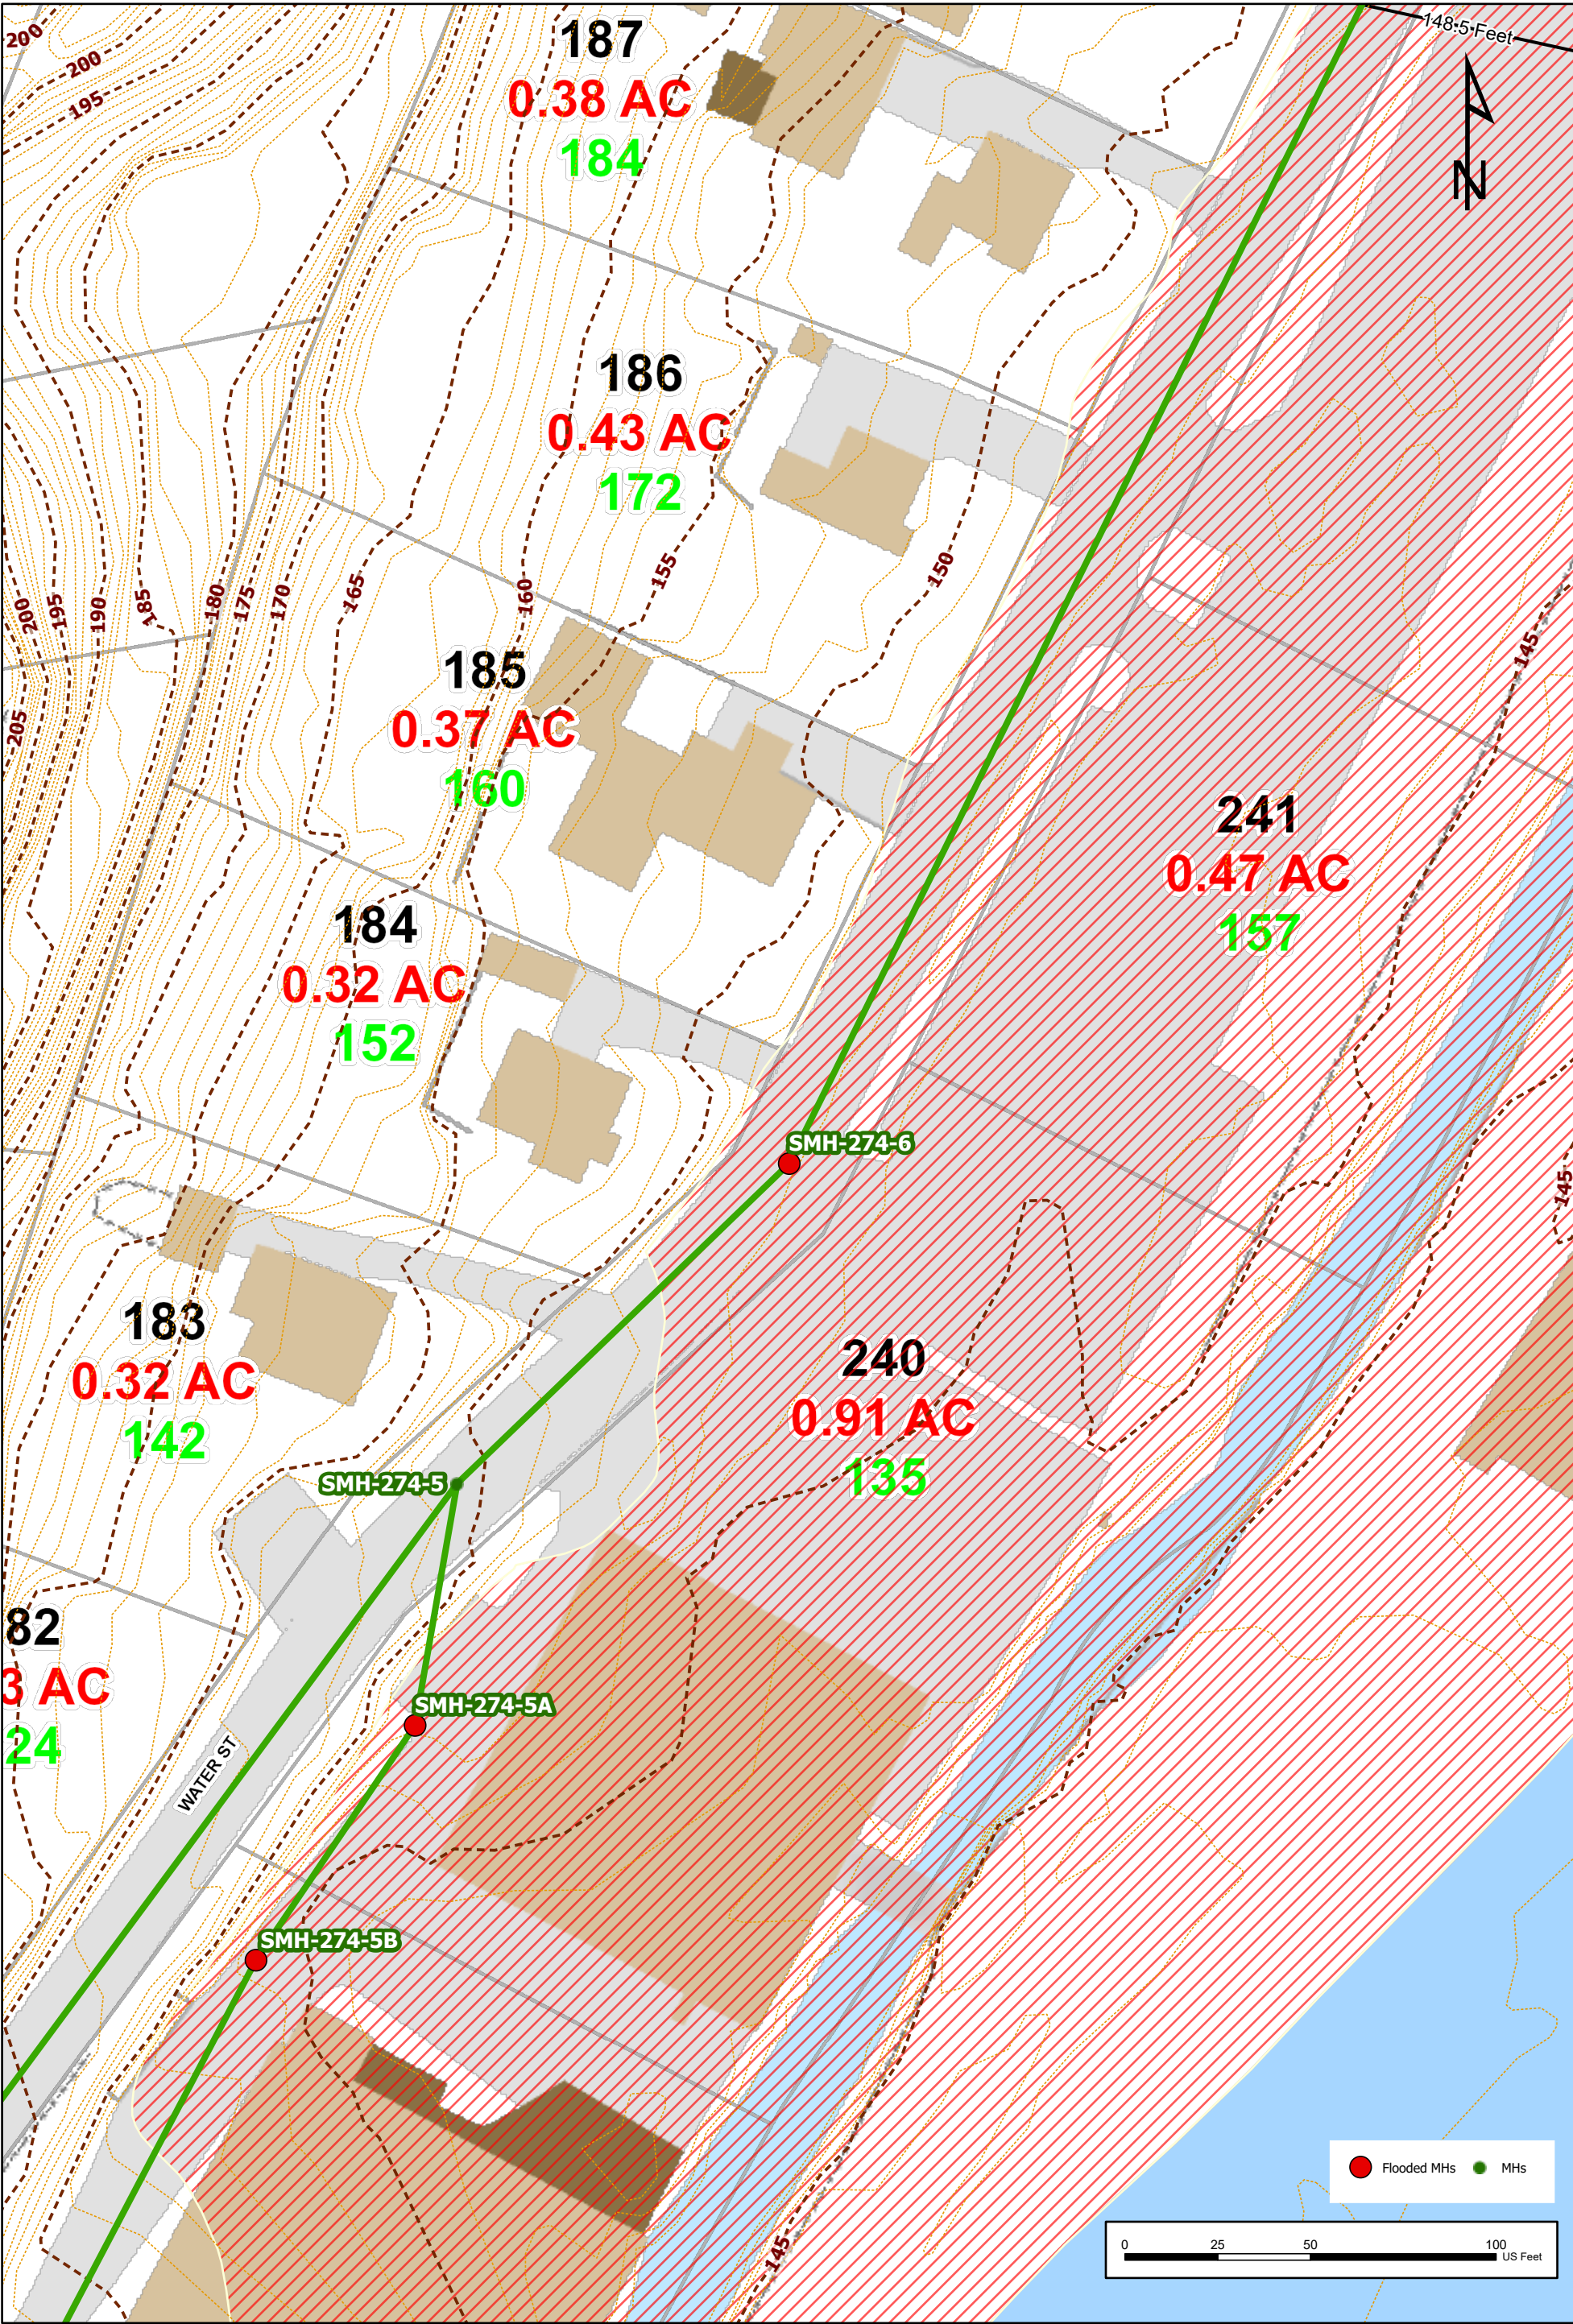 200
200
195
187
0.38 AC
184
148.5 Feet
N
186
0.43 AC
172
200
195
190
185
180
175
170
165
160
155
150
145
205
185
0.37 AC
160
241
0.47 AC
157
184
0.32 AC
152
SMH-274-6
145
183
0.32 AC
142
240
0.91 AC
135
SMH-274-5
82
3 AC
24
SMH-274-5A
WATER ST
SMH-274-5B
145
Flooded MHs
MHs
0 25 50 100
US Feet